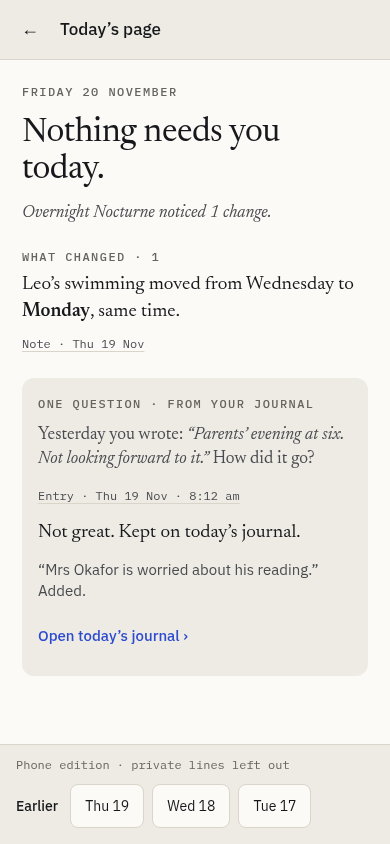 ← Today’s page
FRIDAY 20 NOVEMBER
Nothing needs you
today.
Overnight Nocturne noticed 1 change.
WHAT CHANGED · 1
Leo’s swimming moved from Wednesday to
Monday, same time.
Note · Thu 19 Nov
ONE QUESTION · FROM YOUR JOURNAL
Yesterday you wrote: “Parents’ evening at six.
Not looking forward to it.” How did it go?
Entry · Thu 19 Nov · 8:12 am
Not great. Kept on today’s journal.
“Mrs Okafor is worried about his reading.”
Added.
Open today’s journal ›
Phone edition · private lines left out
Earlier Thu 19 Wed 18 Tue 17